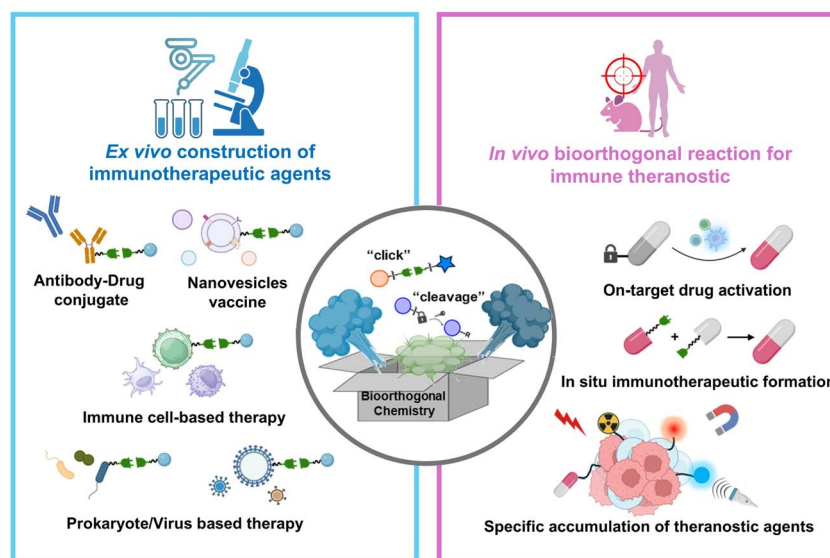 Ex vivo construction of
immunotherapeutic agents
Antibody-Drug
conjugate
Nanovesicles
vaccine
Immune cell-based therapy
Prokaryote/Virus based therapy
“click”
“cleavage”
R
Bioorthogonal
Chemistry
In vivo bioorthogonal reaction for
immune theranostic
On-target drug activation
+
In situ immunotherapeutic formation
Specific accumulation of theranostic agents